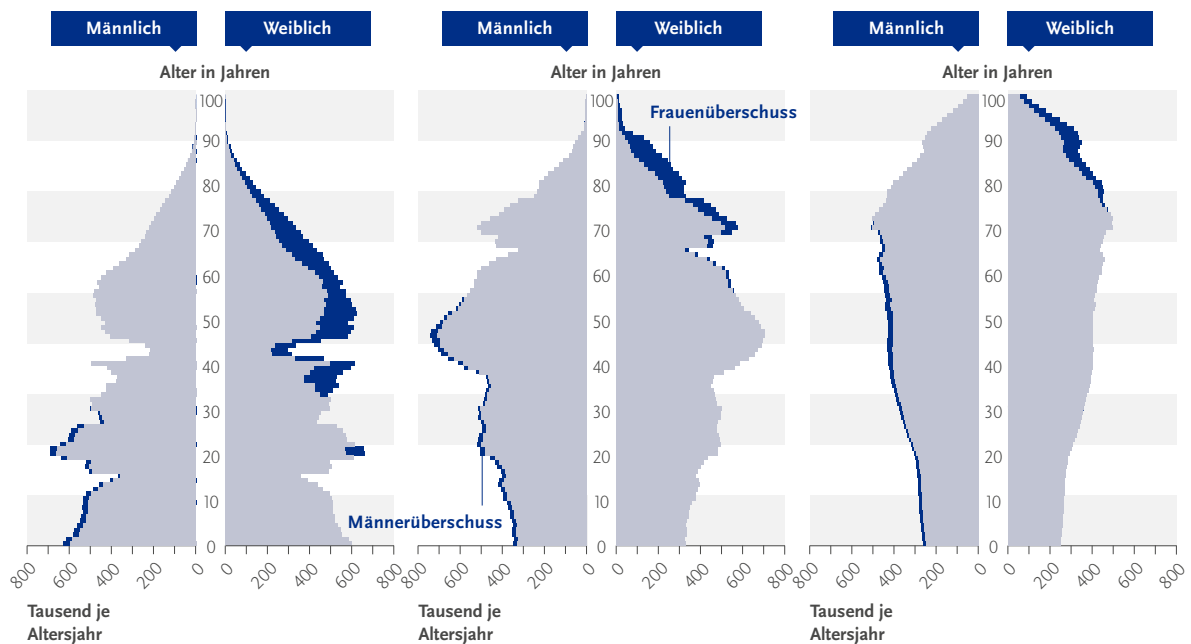 Männlich Weiblich Männlich Weiblich Männlich Weiblich
Alter in Jahren Alter in Jahren Alter in Jahren
Frauenüberschuss
100 100 100
90 90 90
80 80 80
70 70 70
60 60 60
50 50 50
40 40 40
30 30 30
20 20 20
10 10 10
Männerüberschuss
0 0 0
800 600 400 200 0 0 200 400 600 800 800 600 400 200 0 0 200 400 600 800 800 600 400 200 0 0 200 400 600 800
Tausend je Tausend je Tausend je
Altersjahr Altersjahr Altersjahr